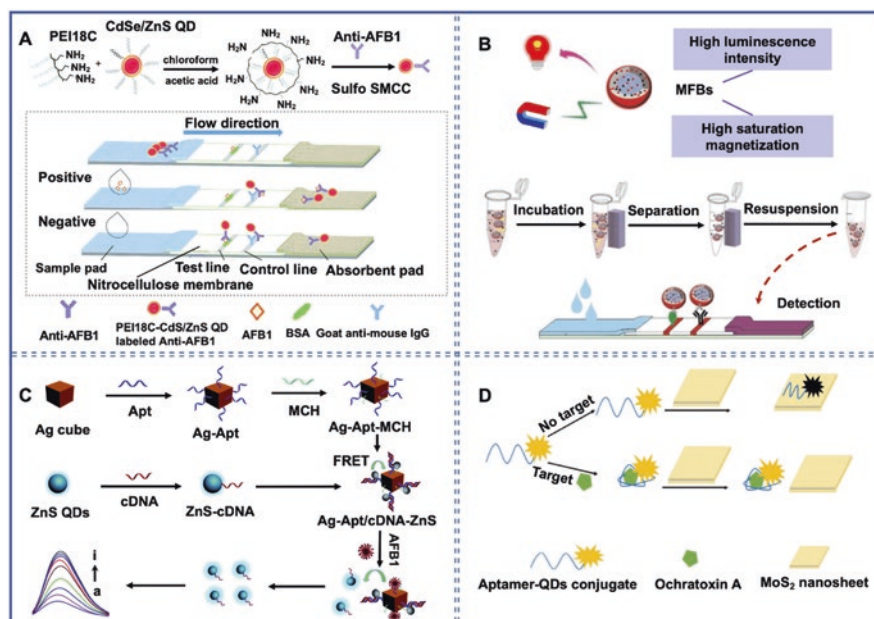 A
PEI18C
CdSe/ZnS QD
NH₂
NH₂
NH₂
+
chloroform
acetic acid
H₂N
NH₂
H₂N
NH₂
H₂N
NH₂
H₂N
NH₂
Anti-AFB1
Sulfo SMCC
Flow direction
Positive
Negative
Sample pad
Test line
Control line
Absorbent pad
Nitrocellulose membrane
Anti-AFB1
PEI18C-CdS/ZnS QD
labeled Anti-AFB1
AFB1
BSA
Goat anti-mouse IgG
B
High luminescence
intensity
MFBs
High saturation
magnetization
Incubation
Separation
Resuspension
Detection
C
Ag cube
Apt
Ag-Apt
MCH
Ag-Apt-MCH
FRET
ZnS QDs
cDNA
ZnS-cDNA
Ag-Apt/cDNA-ZnS
AFB1
i
a
D
No target
Target
Aptamer-QDs conjugate
Ochratoxin A
MoS₂ nanosheet